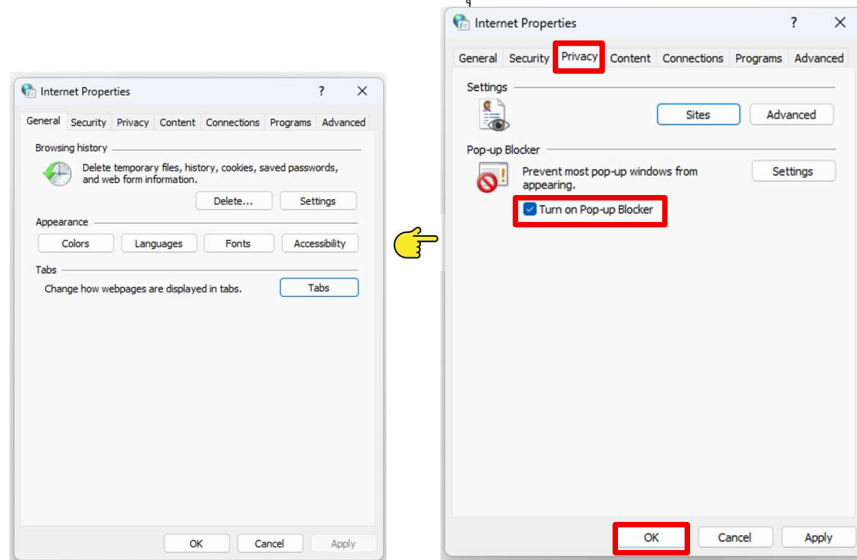 Internet Properties ? X
General Security Privacy Content Connections Programs Advanced
Browsing history
Delete temporary files, history, cookies, saved passwords,
and web form information.
Delete... Settings
Appearance
Colors Languages Fonts Accessibility
Tabs
Change how webpages are displayed in tabs. Tabs
OK Cancel Apply
Internet Properties ? X
General Security Privacy Content Connections Programs Advanced
Settings
Sites Advanced
Pop-up Blocker
Prevent most pop-up windows from
appearing.
Settings
Turn on Pop-up Blocker
OK Cancel Apply